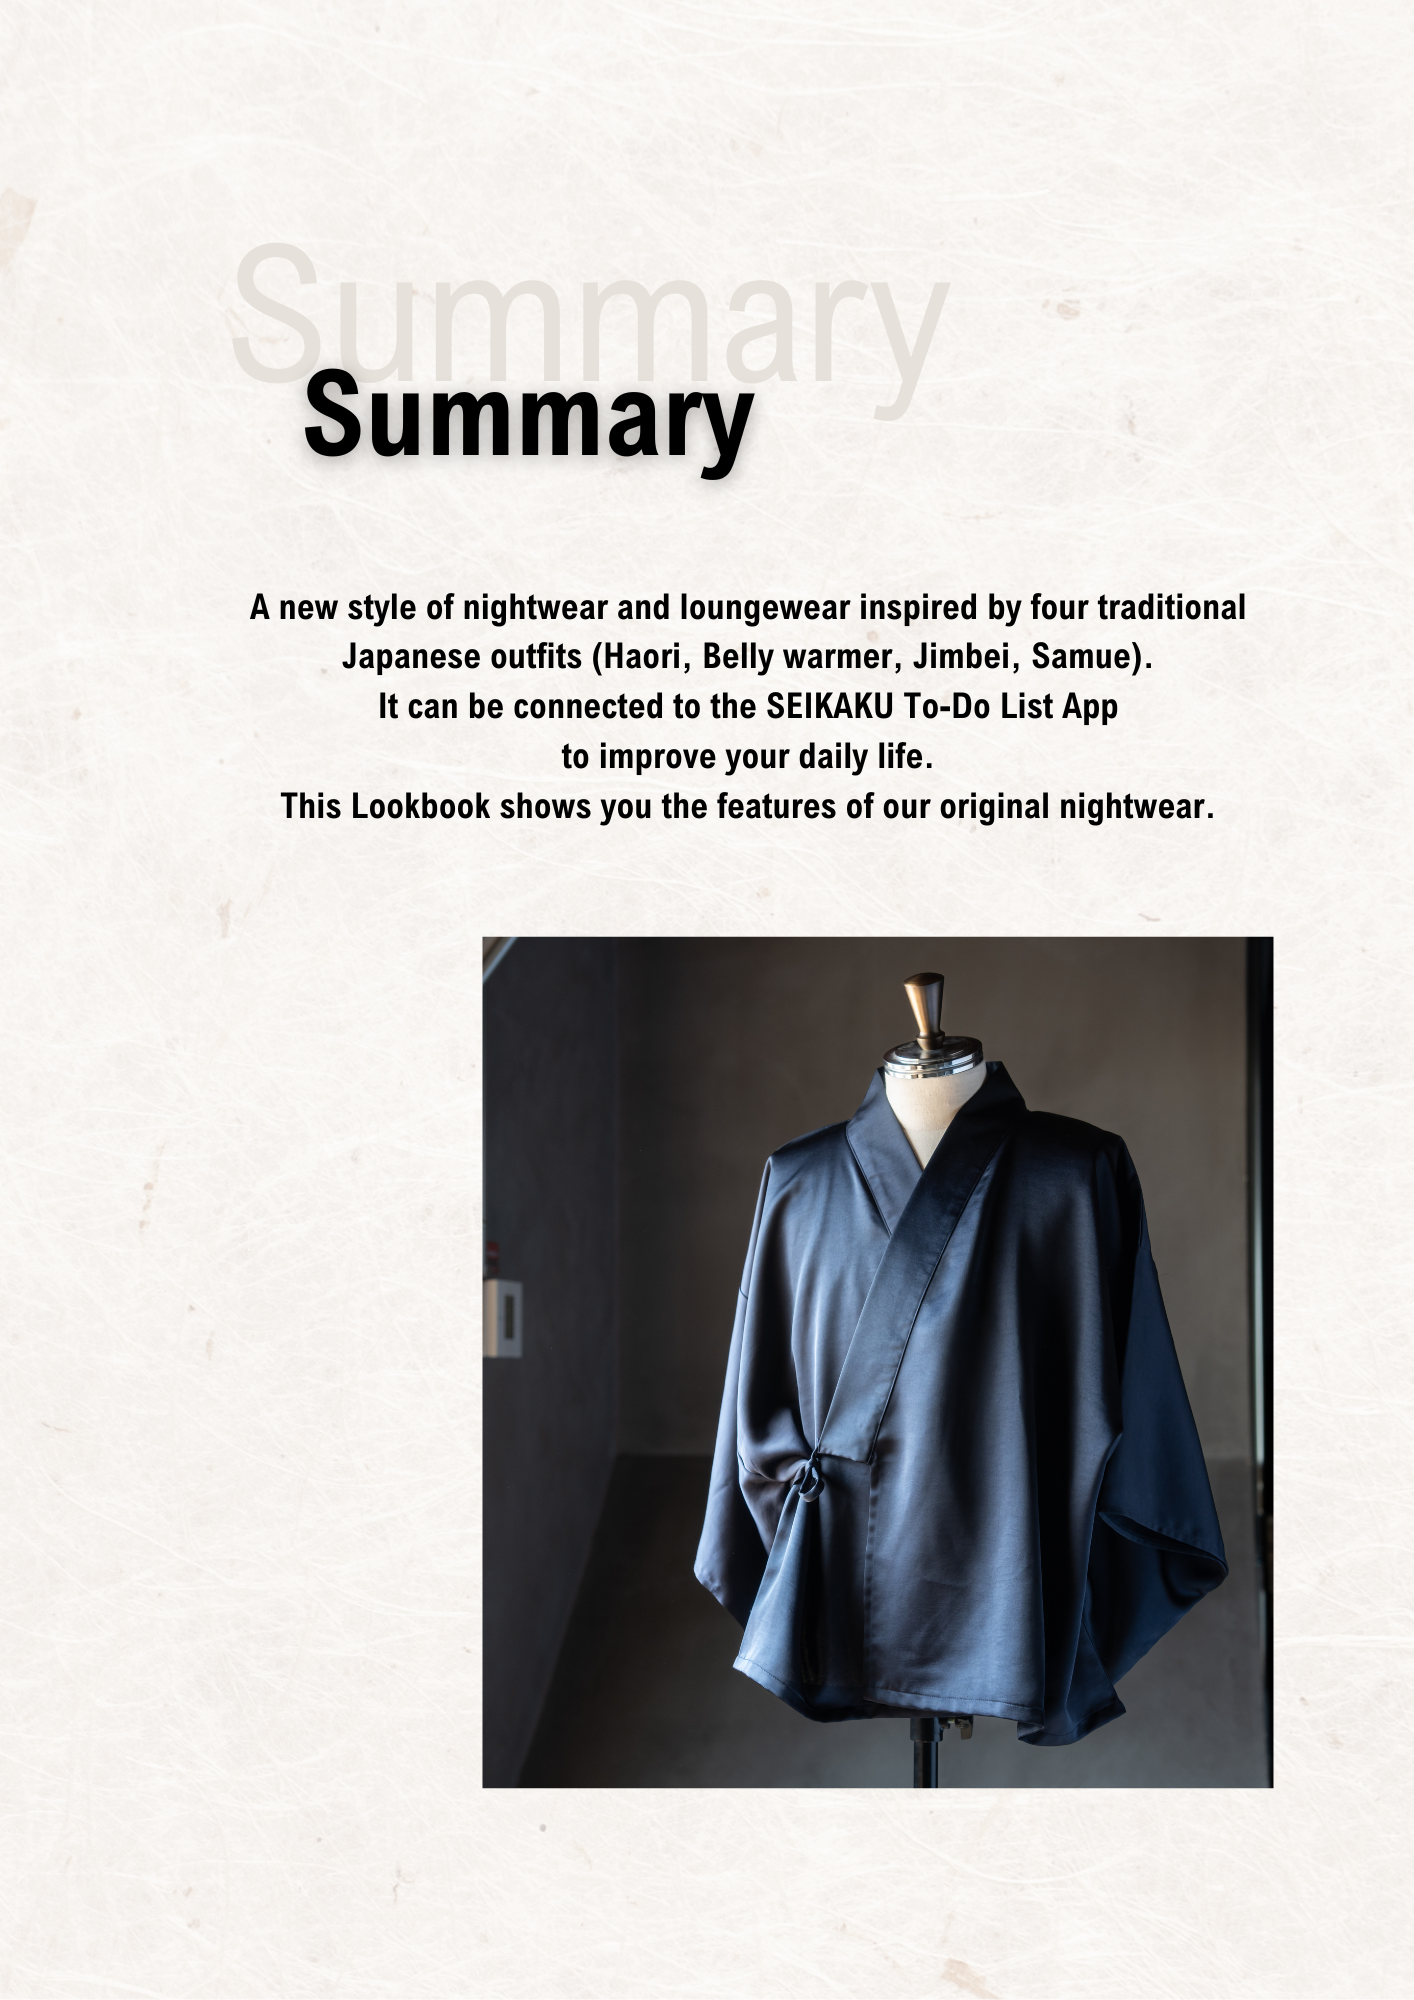 Summary
Summary
A new style of nightwear and loungewear inspired by four traditional
Japanese outfits (Haori, Belly warmer, Jimbei, Samue).
It can be connected to the SEIKAKU To-Do List App
to improve your daily life.
This Lookbook shows you the features of our original nightwear.